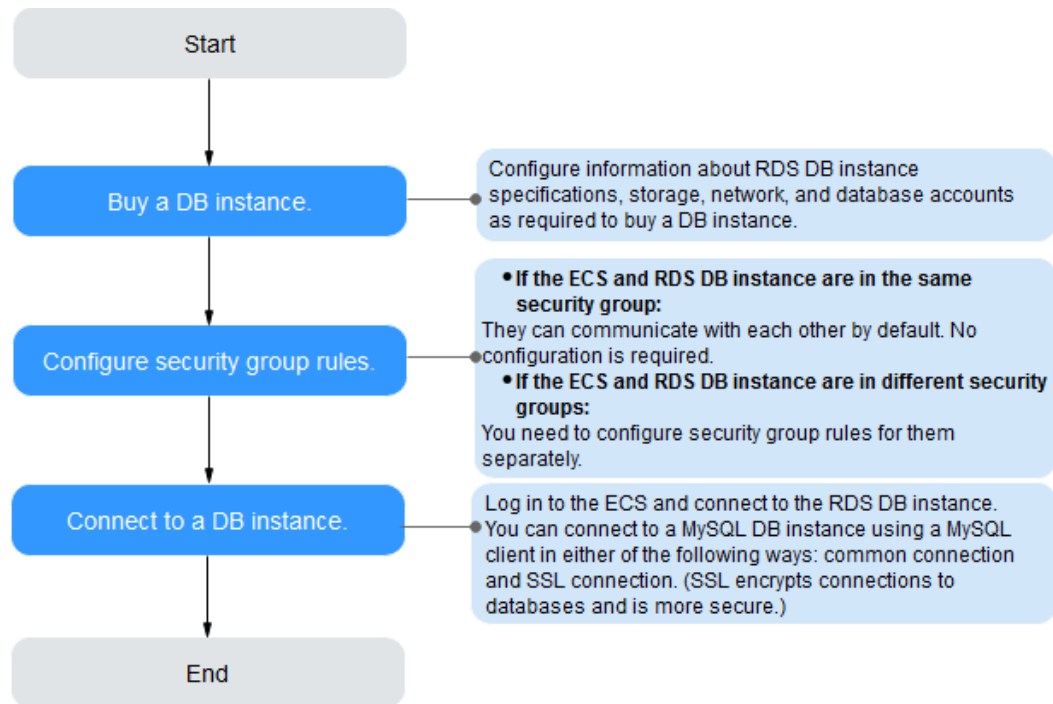 Start
Buy a DB instance.
Configure information about RDS DB instance
specifications, storage, network, and database accounts
as required to buy a DB instance.
Configure security group rules.
•If the ECS and RDS DB instance are in the same
security group:
They can communicate with each other by default. No
configuration is required.
•If the ECS and RDS DB instance are in different security
groups:
You need to configure security group rules for them
separately.
Connect to a DB instance.
Log in to the ECS and connect to the RDS DB instance.
You can connect to a MySQL DB instance using a MySQL
client in either of the following ways: common connection
and SSL connection. (SSL encrypts connections to
databases and is more secure.)
End